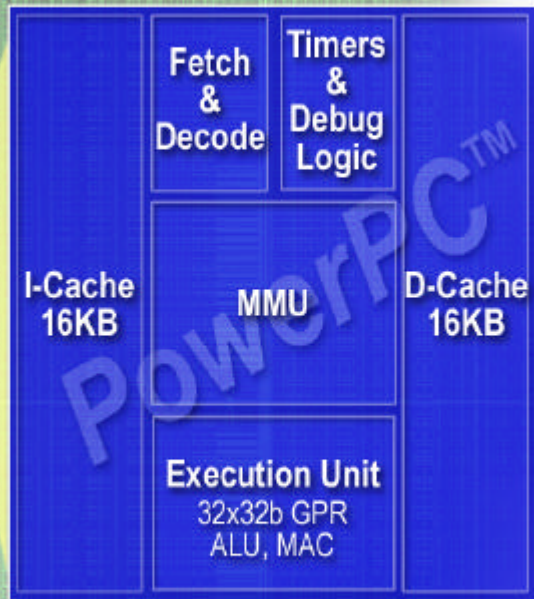 Fetch
&
Decode
Timers
&
Debug
Logic
I-Cache
16KB
MMU
D-Cache
16KB
Execution Unit
32x32b GPR
ALU, MAC
PowerPC™